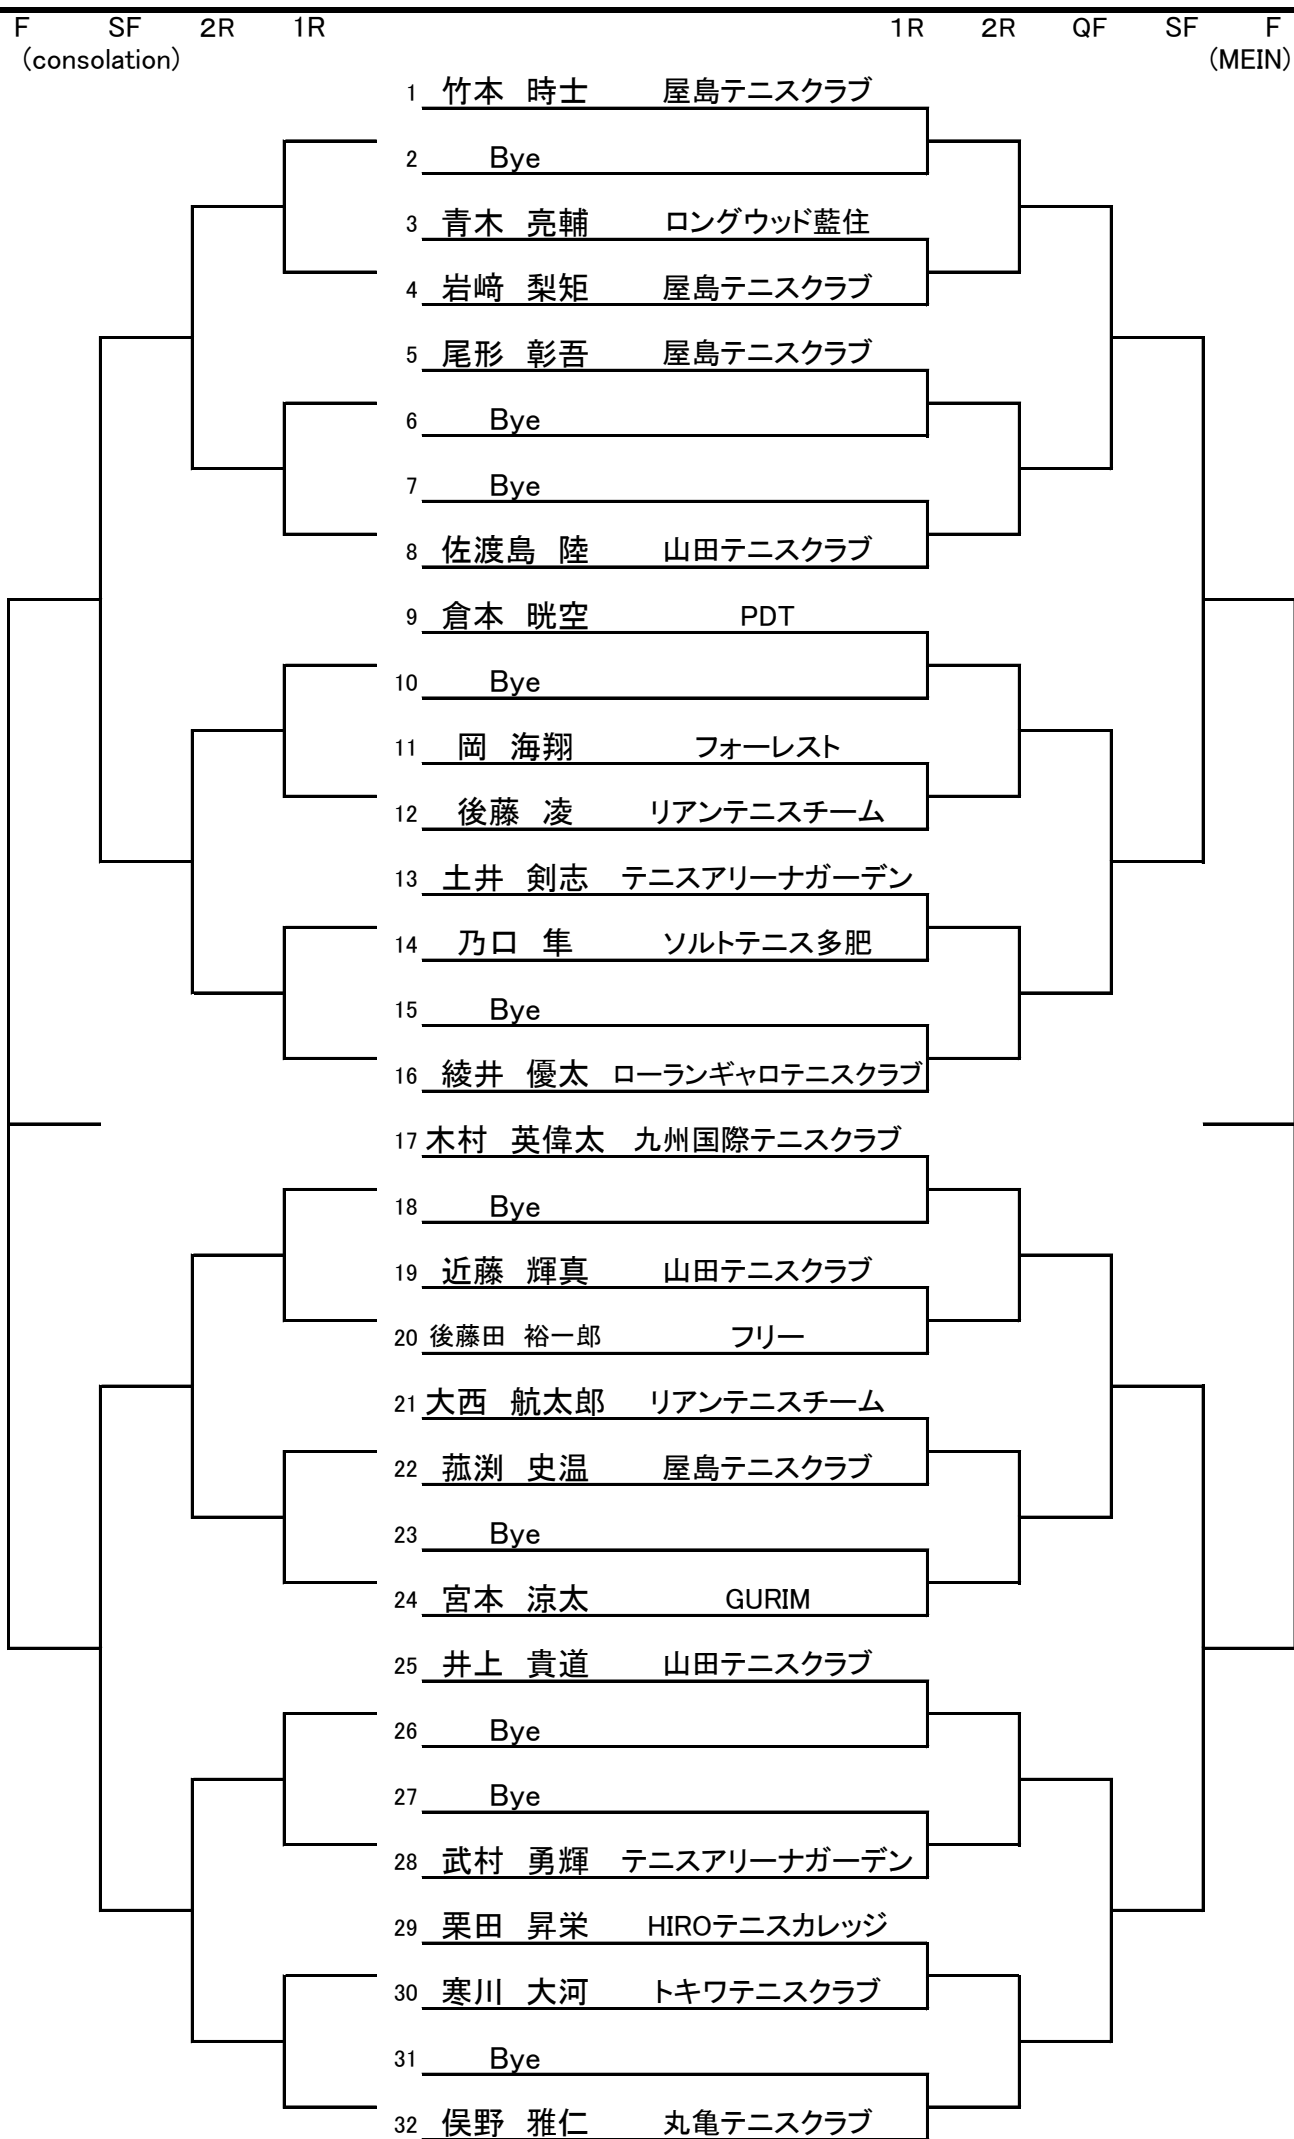 F SF 2R 1R 1R 2R QF SF F
(consolation) (MEIN)
1 竹本 時士 屋島テニスクラブ
2 Bye
3 青木 亮輔 ロングウッド藍住
4 岩﨑 梨矩 屋島テニスクラブ
5 尾形 彰吾 屋島テニスクラブ
6 Bye
7 Bye
8 佐渡島 陸 山田テニスクラブ
9 倉本 晄空 PDT
10 Bye
11 岡 海翔 フォーレスト
12 後藤 凌 リアンテニスチーム
13 土井 剣志 テニスアリーナガーデン
14 乃口 隼 ソルトテニス多肥
15 Bye
16 綾井 優太 ローランギャロテニスクラブ
17 木村 英偉太 九州国際テニスクラブ
18 Bye
19 近藤 輝真 山田テニスクラブ
20 後藤田 裕一郎 フリー
21 大西 航太郎 リアンテニスチーム
22 菰渕 史温 屋島テニスクラブ
23 Bye
24 宮本 涼太 GURIM
25 井上 貴道 山田テニスクラブ
26 Bye
27 Bye
28 武村 勇輝 テニスアリーナガーデン
29 栗田 昇栄 HIROテニスカレッジ
30 寒川 大河 トキワテニスクラブ
31 Bye
32 俣野 雅仁 丸亀テニスクラブ